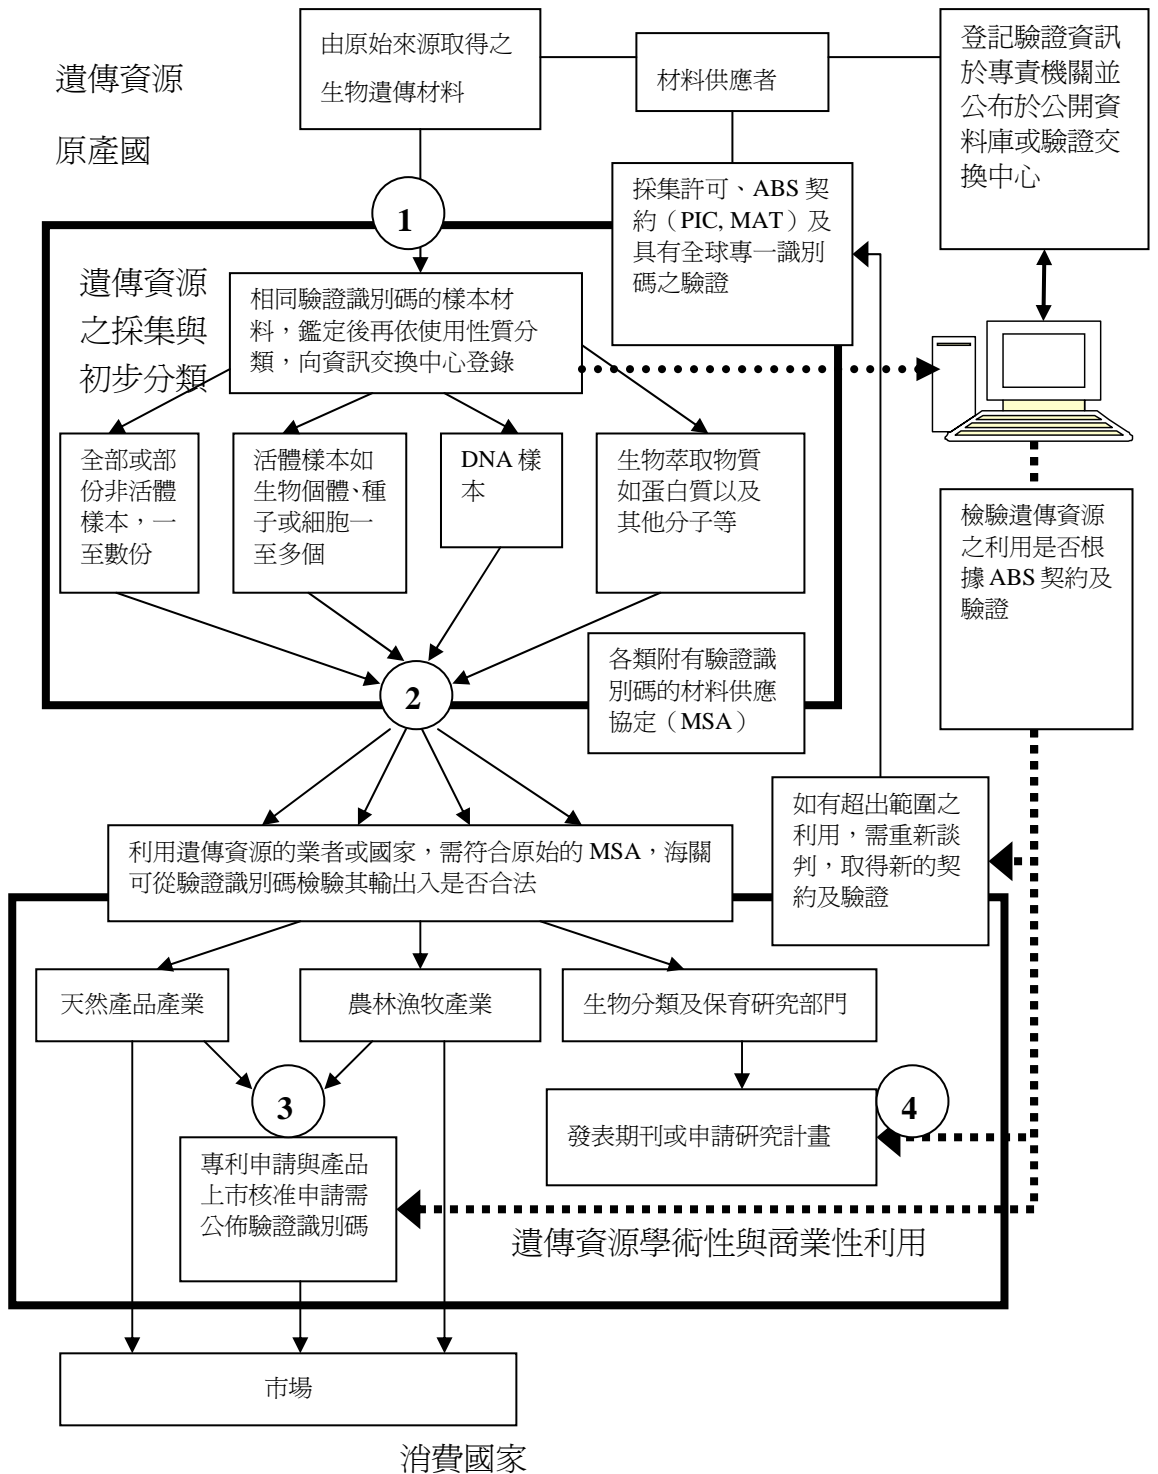 由原始來源取得之
生物遺傳材料
材料供應者
登記驗證資訊
於專責機關並
公布於公開資
料庫或驗證交
換中心
遺傳資源
原產國
採集許可、ABS 契
約（PIC, MAT）及
具有全球專一識別
碼之驗證
1
遺傳資源
之採集與
初步分類
相同驗證識別碼的樣本材
料，鑑定後再依使用性質分
類，向資訊交換中心登錄
全部或部
份非活體
樣本，一
至數份
活體樣本如
生物個體、種
子或細胞一
至多個
DNA 樣
本
生物萃取物質
如蛋白質以及
其他分子等
檢驗遺傳資源
之利用是否根
據 ABS 契約及
驗證
2
各類附有驗證識
別碼的材料供應
協定（MSA）
如有超出範圍之
利用，需重新談
判，取得新的契
約及驗證
利用遺傳資源的業者或國家，需符合原始的 MSA，海關
可從驗證識別碼檢驗其輸出入是否合法
天然產品產業
農林漁牧產業
生物分類及保育研究部門
3
4
發表期刊或申請研究計畫
專利申請與產品
上市核准申請需
公佈驗證識別碼
遺傳資源學術性與商業性利用
市場
消費國家